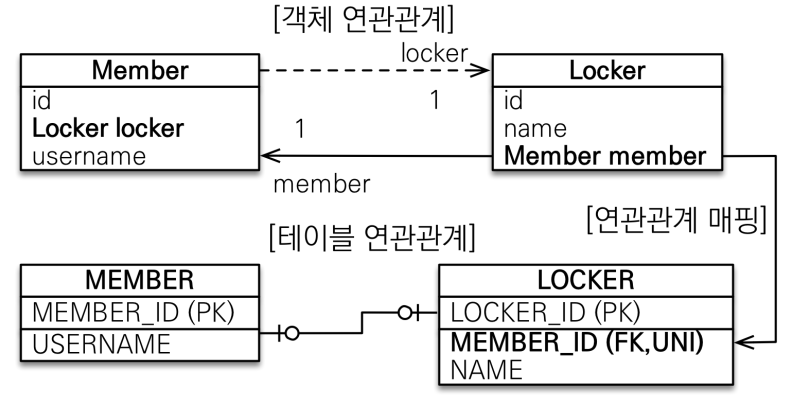 [객체 연관관계]
locker
Member
id
Locker locker
username
1
1
member
Locker
id
name
Member member
[연관관계 매핑]
[테이블 연관관계]
MEMBER
MEMBER_ID (PK)
USERNAME
LOCKER
LOCKER_ID (PK)
MEMBER_ID (FK,UNI)
NAME